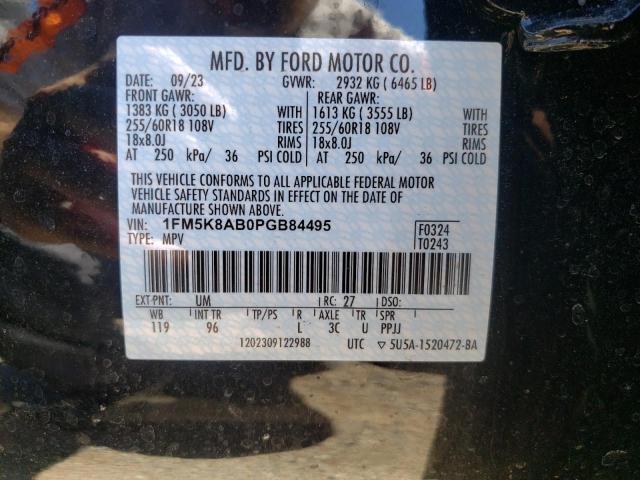 MFD. BY FORD MOTOR CO.
DATE: 09/23 GVWR: 2932 KG ( 6465 LB)
FRONT GAWR: REAR GAWR:
1383 KG ( 3050 LB) WITH 1613 KG ( 3555 LB) WITH
255/60R18 108V TIRES 255/60R18 108V TIRES
18x8.0J RIMS 18x8.0J RIMS
AT 250 kPa/ 36 PSI COLD AT 250 kPa/ 36 PSI COLD
THIS VEHICLE CONFORMS TO ALL APPLICABLE FEDERAL MOTOR
VEHICLE SAFETY STANDARDS IN EFFECT ON THE DATE OF
MANUFACTURE SHOWN ABOVE.
VIN: 1FM5K8AB0PGB84495 F0324
TYPE: MPV T0243
EXT PNT: UM RC: 27 DSO:
WB INT TR TP/PS R AXLE TR SPR
119 96 L 3C U PPJJ
1202309122988 UTC ▽ 5U5A-1520472-BA